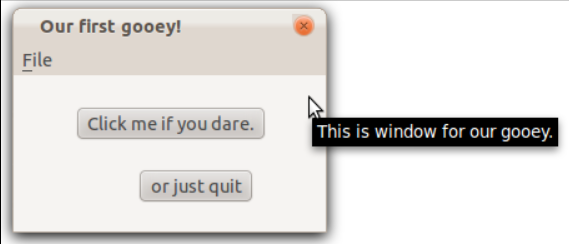 Our first gooey!
File
Click me if you dare.
This is window for our gooey.
or just quit